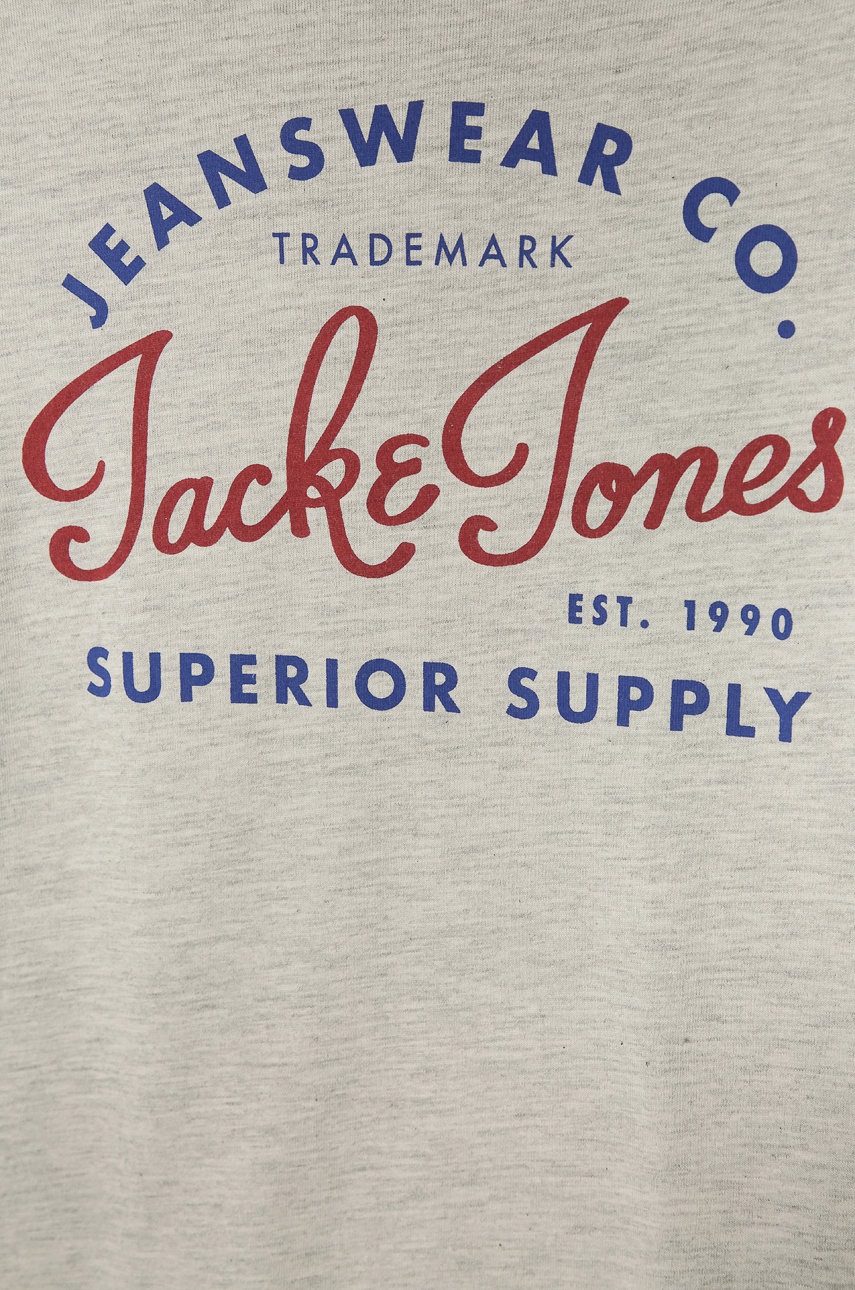 JEANSWEAR CO.
TRADEMARK
Jack & Jones
EST. 1990
SUPERIOR SUPPLY